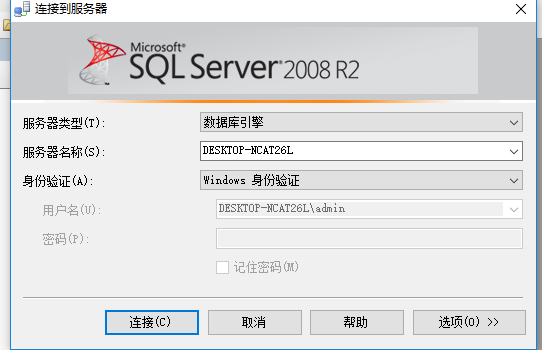 连接到服务器
Microsoft®
SQL Server® 2008 R2
服务器类型(T):
数据库引擎
服务器名称(S):
DESKTOP-NCAT26L
身份验证(A):
Windows 身份验证
用户名(U):
DESKTOP-NCAT26L\admin
密码(P):
记住密码(M)
连接(C)
取消
帮助
选项(O) >>